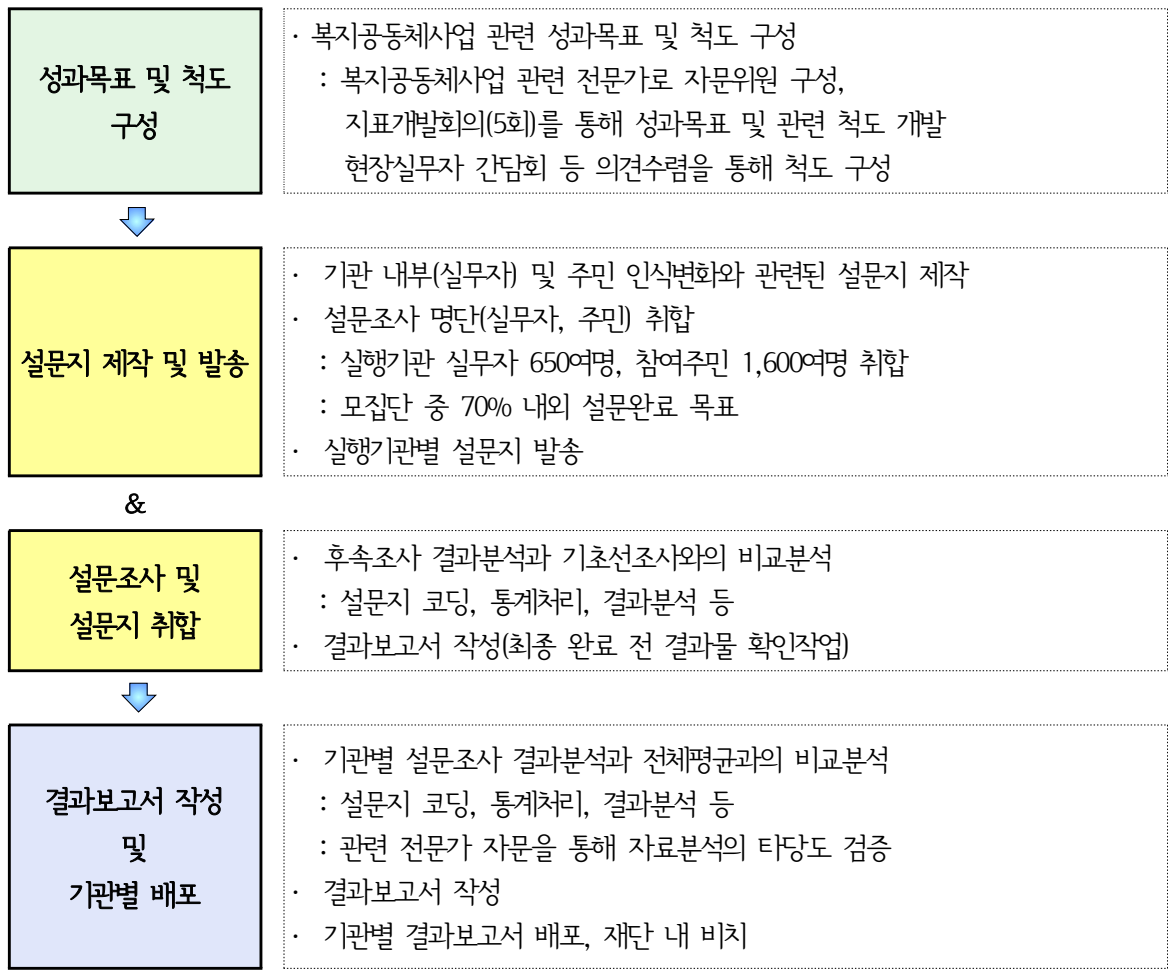 성과목표 및 척도
구성
· 복지공동체사업 관련 성과목표 및 척도 구성
: 복지공동체사업 관련 전문가로 자문위원 구성,
지표개발회의(5회)를 통해 성과목표 및 관련 척도 개발
현장실무자 간담회 등 의견수렴을 통해 척도 구성
설문지 제작 및 발송
· 기관 내부(실무자) 및 주민 인식변화와 관련된 설문지 제작
· 설문조사 명단(실무자, 주민) 취합
: 실행기관 실무자 650여명, 참여주민 1,600여명 취합
: 모집단 중 70% 내외 설문완료 목표
· 실행기관별 설문지 발송
&
설문조사 및
설문지 취합
· 후속조사 결과분석과 기초선조사와의 비교분석
: 설문지 코딩, 통계처리, 결과분석 등
· 결과보고서 작성(최종 완료 전 결과물 확인작업)
결과보고서 작성
및
기관별 배포
· 기관별 설문조사 결과분석과 전체평균과의 비교분석
: 설문지 코딩, 통계처리, 결과분석 등
: 관련 전문가 자문을 통해 자료분석의 타당도 검증
· 결과보고서 작성
· 기관별 결과보고서 배포, 재단 내 비치